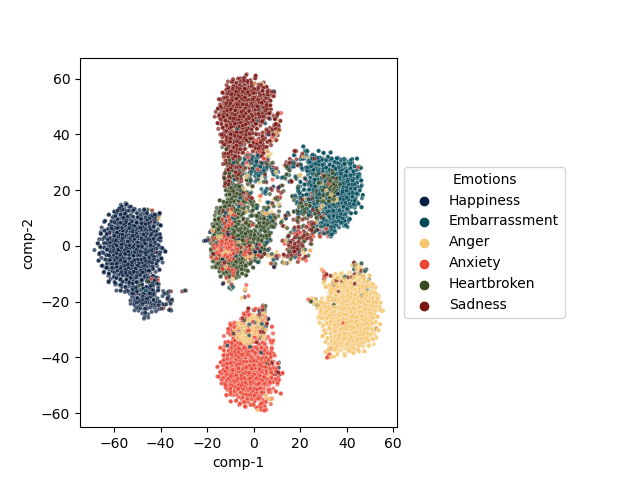 60
40
20
0
−20
−40
−60
comp-2
−60 −40 −20 0 20 40 60
comp-1
Emotions
Happiness
Embarrassment
Anger
Anxiety
Heartbroken
Sadness